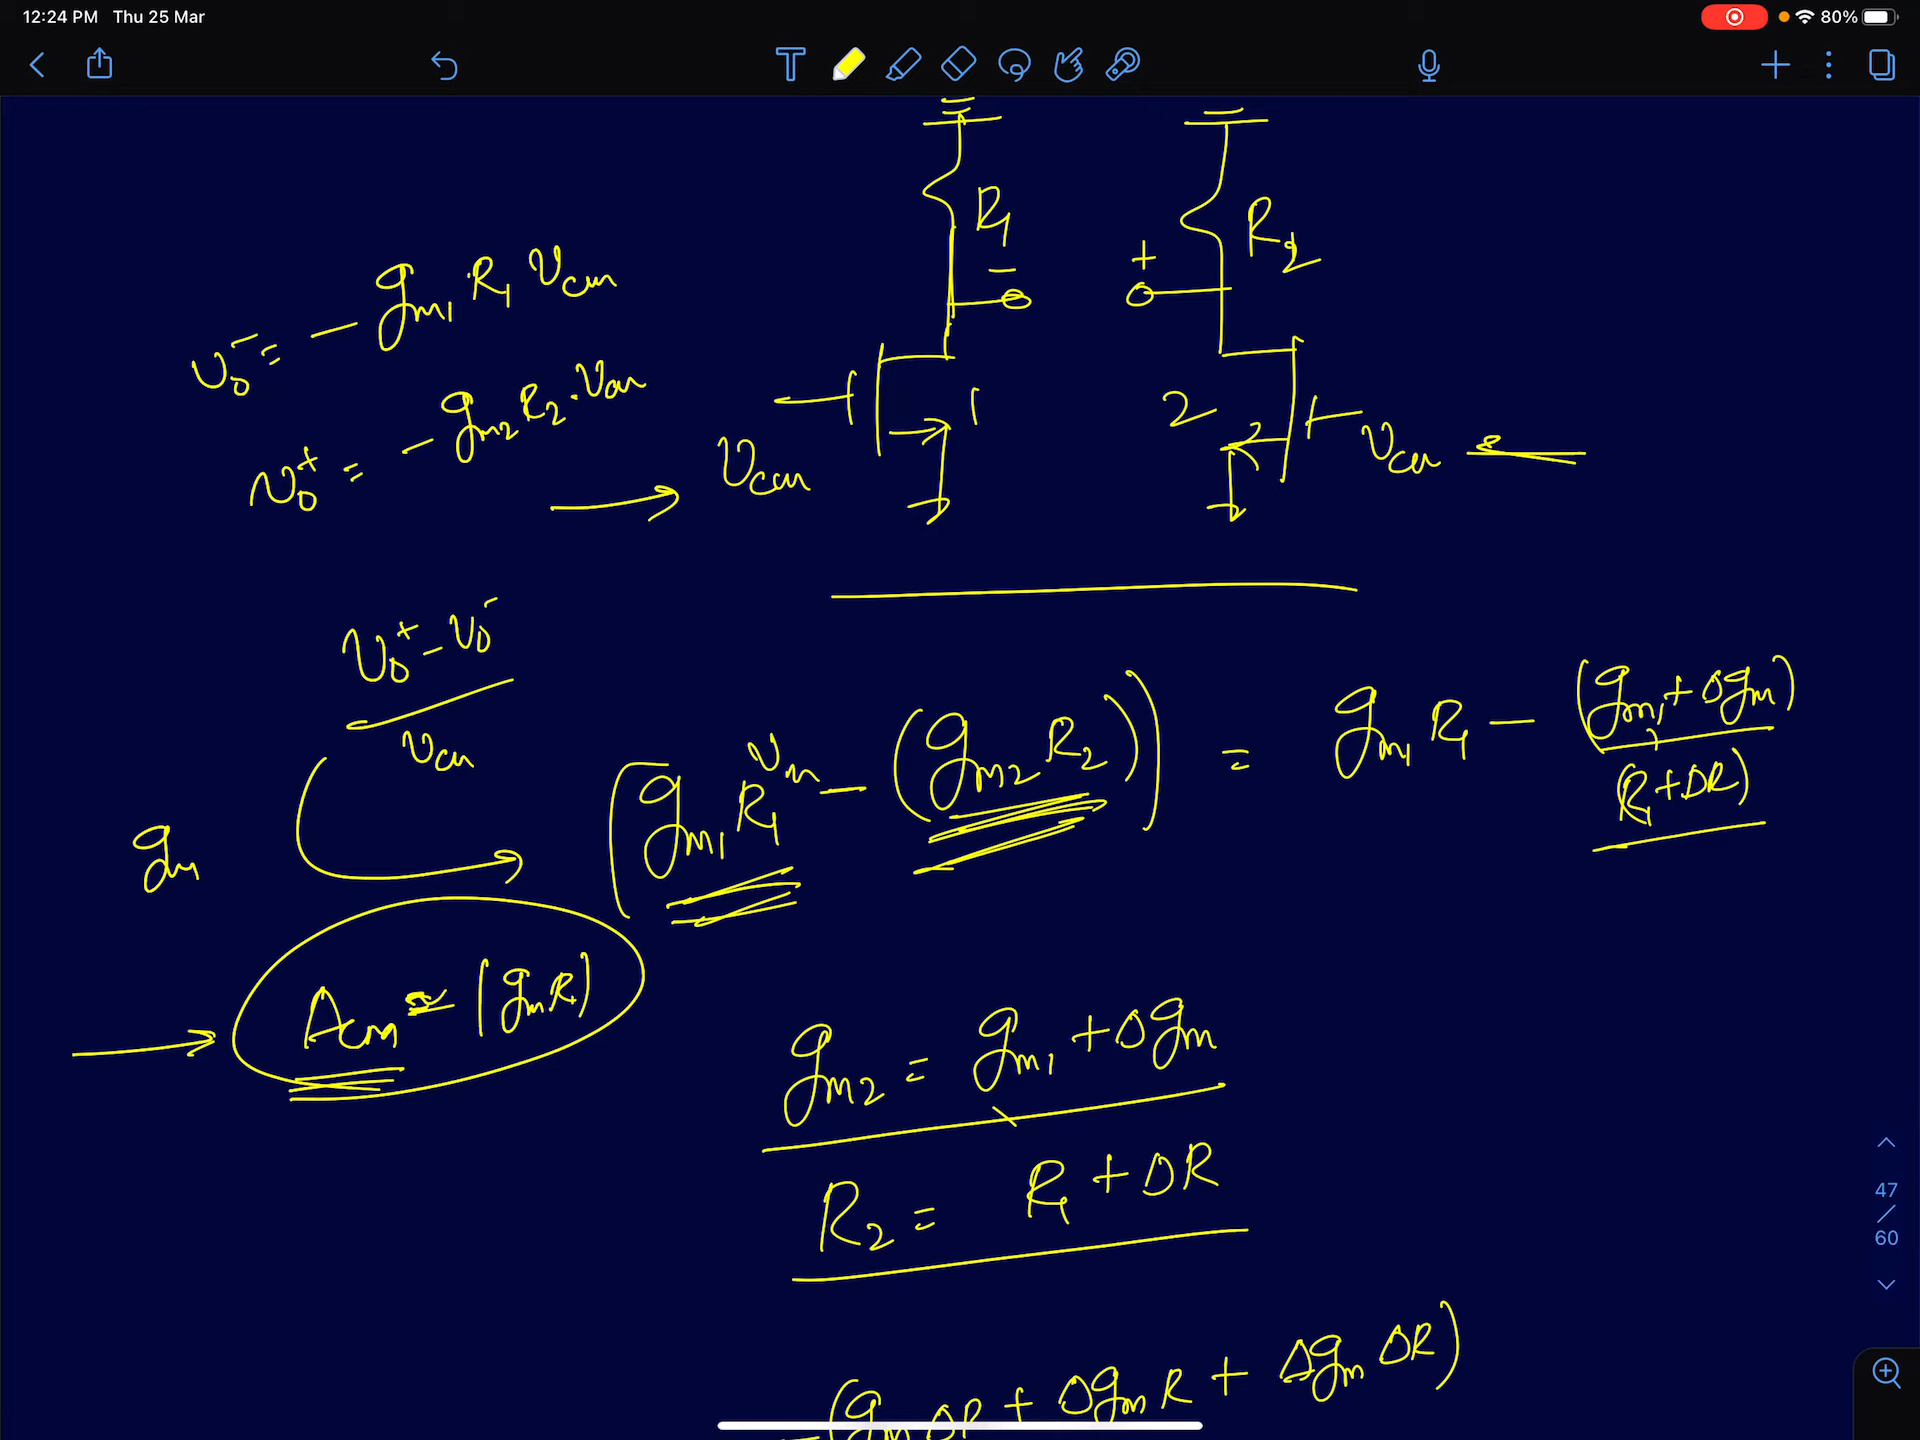 12:24 PM Thu 25 Mar
80%
R1
R2
−
+
vo⁻ = − gm1 R1 vcm
vo⁺ = − gm2 R2 · vcm
1
2
vcm
vcm
vo⁺ − vo⁻
vcm
(gm1 R1 − (gm2 R2)) = gm1 R1 − (gm1 + Δgm)
(R1 + ΔR)
gm
Acm ≈ (gmR)
gm2 = gm1 + Δgm
R2 = R1 + ΔR
− (gm ΔR + Δgm R + Δgm ΔR)
47
/
60